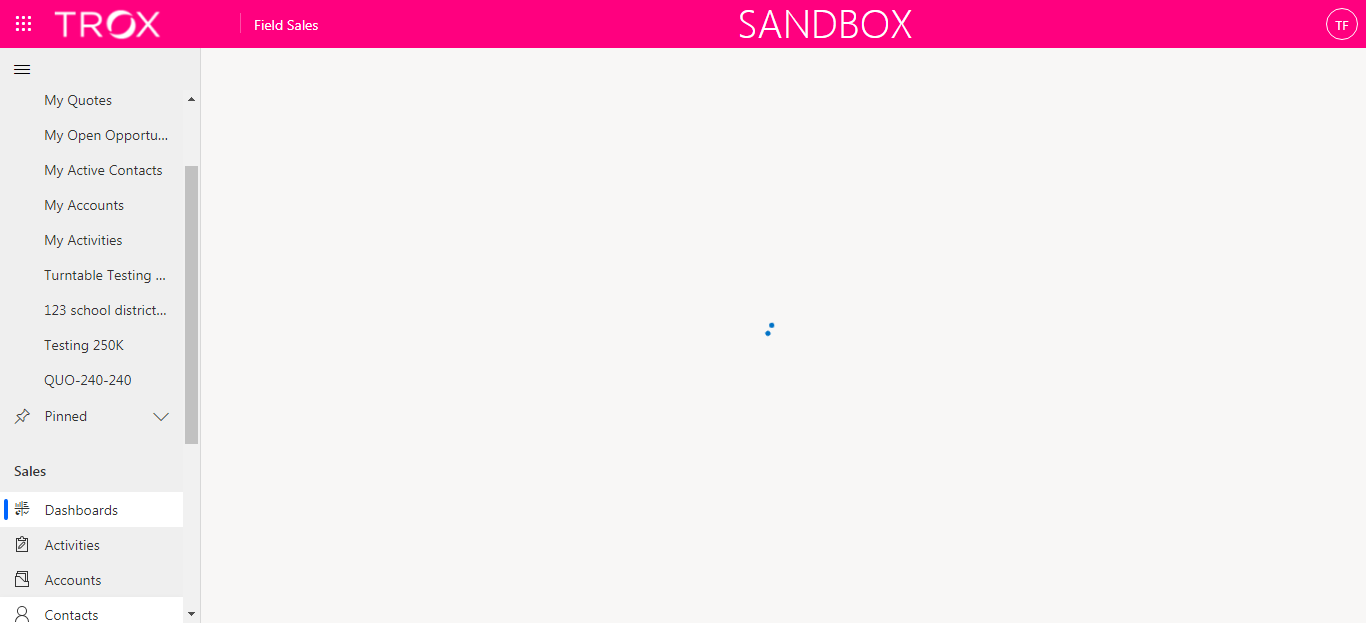 TROX
Field Sales
SANDBOX
TF
My Quotes
My Open Opportu...
My Active Contacts
My Accounts
My Activities
Turntable Testing ...
123 school district...
Testing 250K
QUO-240-240
Pinned
Sales
Dashboards
Activities
Accounts
Contacts